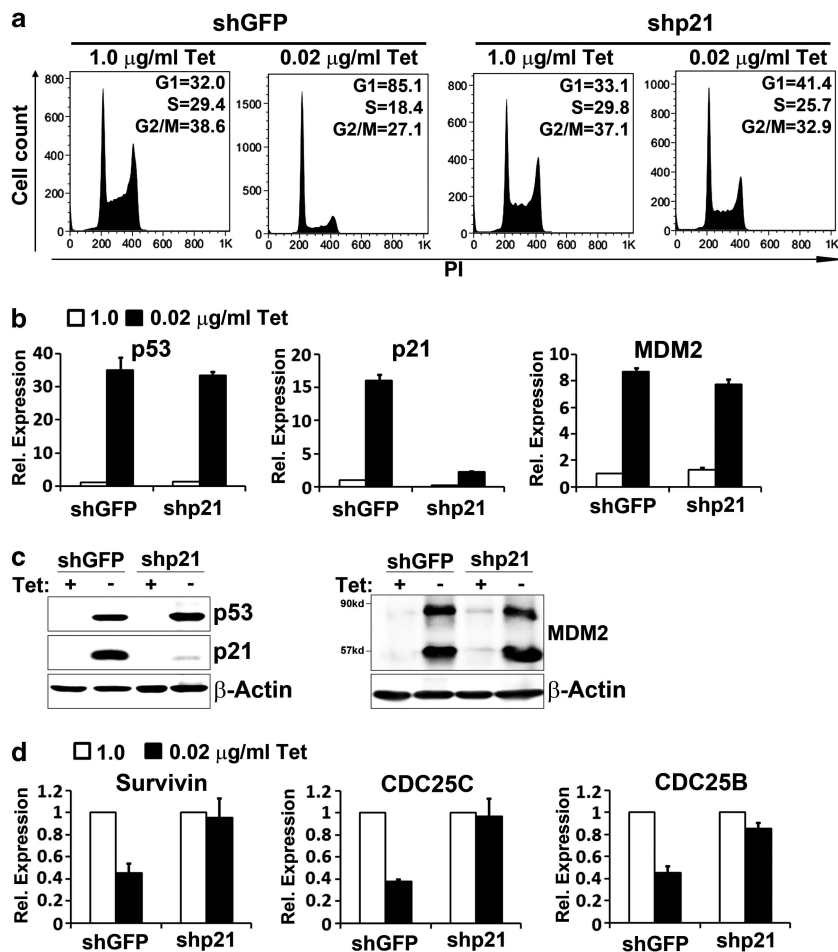 a
shGFP
shp21
1.0 μg/ml Tet
0.02 μg/ml Tet
1.0 μg/ml Tet
0.02 μg/ml Tet
Cell count
800
600
400
200
0
0 200 400 600 800 1K
G1=32.0
S=29.4
G2/M=38.6
1500
1000
500
0
0 200 400 600 800 1K
G1=85.1
S=18.4
G2/M=27.1
800
600
400
200
0
0 200 400 600 800 1K
G1=33.1
S=29.8
G2/M=37.1
1000
800
600
400
200
0
0 200 400 600 800 1K
G1=41.4
S=25.7
G2/M=32.9
PI
b
1.0 0.02 μg/ml Tet
p53
Rel. Expression
40
30
20
10
0
shGFP shp21
p21
Rel. Expression
20
15
10
5
0
shGFP shp21
MDM2
Rel. Expression
10
8
6
4
2
0
shGFP shp21
c
shGFP shp21
Tet: + - + -
p53
p21
β-Actin
shGFP shp21
Tet: + - + -
90kd
57kd
MDM2
β-Actin
d
1.0 0.02 μg/ml Tet
Survivin
Rel. Expression
1.2
1
0.8
0.6
0.4
0.2
0
shGFP shp21
CDC25C
Rel. Expression
1.2
1
0.8
0.6
0.4
0.2
0
shGFP shp21
CDC25B
Rel. Expression
1.2
1
0.8
0.6
0.4
0.2
0
shGFP shp21